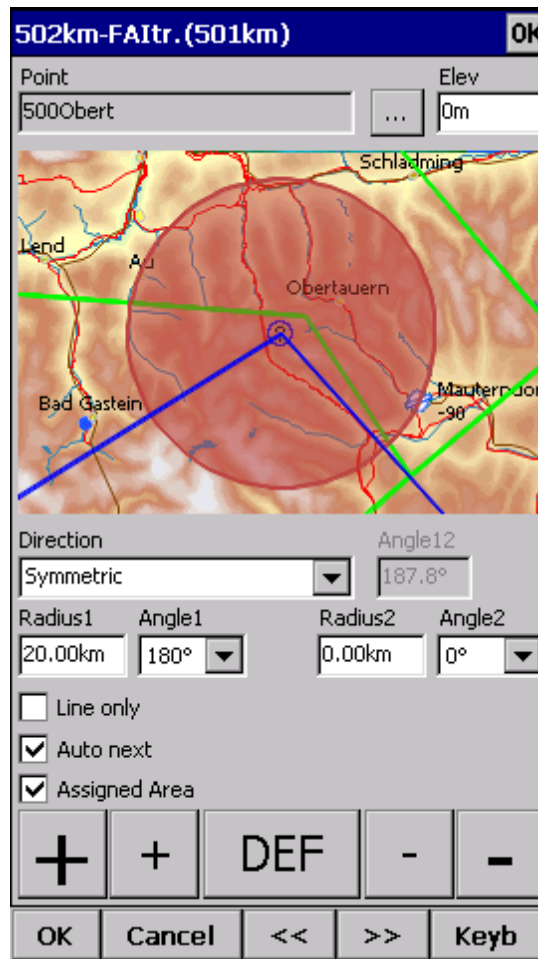 502km-FAItr.(501km) OK
Point Elev
500Obert ... 0m
Schladming
Lend
Au
Obertauern
Bad Gastein
Mauterndor
-90
Direction Angle12
Symmetric 187.8°
Radius1 Angle1 Radius2 Angle2
20.00km 180° 0.00km 0°
Line only
Auto next
Assigned Area
+ + DEF - -
OK Cancel << >> Keyb